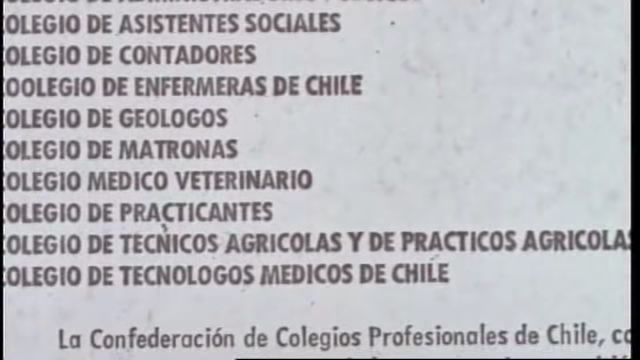 OLEGIO DE ASISTENTES SOCIALES
OLEGIO DE CONTADORES
OOLEGIO DE ENFERMERAS DE CHILE
OLEGIO DE GEOLOGOS
OLEGIO DE MATRONAS
OLEGIO MEDICO VETERINARIO
OLEGIO DE PRACTICANTES
OLEGIO DE TECNICOS AGRICOLAS Y DE PRACTICOS AGRICOLAS
OLEGIO DE TECNOLOGOS MEDICOS DE CHILE
La Confederación de Colegios Profesionales de Chile, co